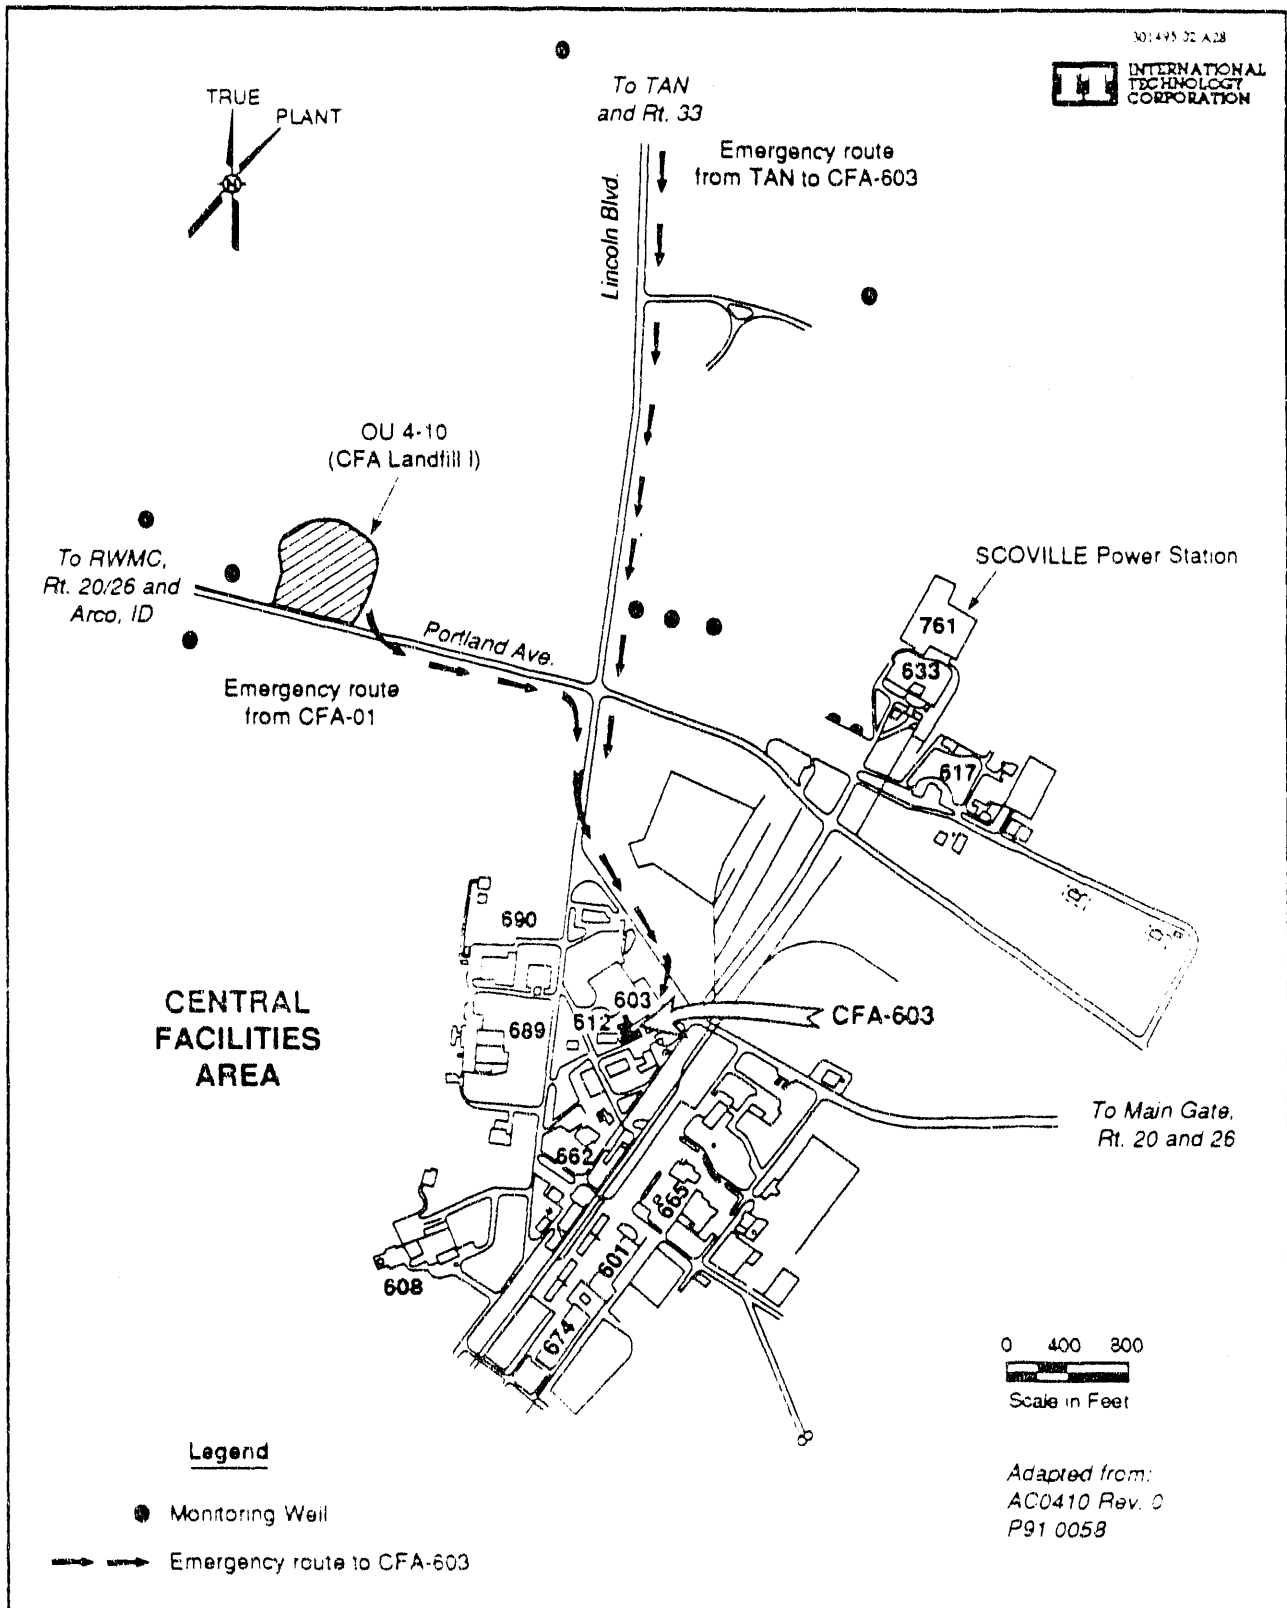 INTERNATIONAL
TECHNOLOGY
CORPORATION
TRUE
PLANT
N
To TAN
and Rt. 33
Emergency route
from TAN to CFA-603
Lincoln Blvd.
OU 4-10
(CFA Landfill I)
To RWMC,
Rt. 20/26 and
Arco, ID
Portland Ave.
Emergency route
from CFA-01
SCOVILLE Power Station
761
633
617
690
CENTRAL
FACILITIES
AREA
603
612
689
CFA-603
To Main Gate,
Rt. 20 and 26
662
665
601
608
674
0 400 800
Scale in Feet
Legend
Monitoring Well
Emergency route to CFA-603
Adapted from:
AC0410 Rev. 0
P91 0058